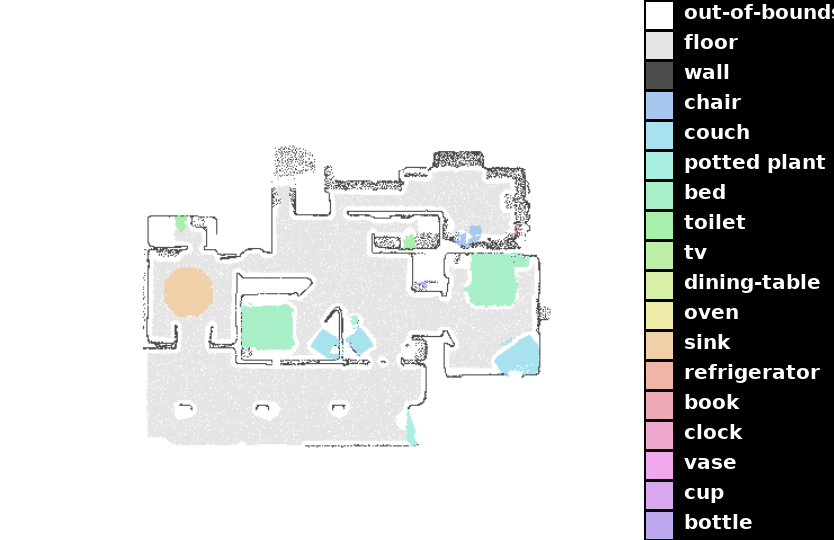 out-of-bounds
floor
wall
chair
couch
potted plant
bed
toilet
tv
dining-table
oven
sink
refrigerator
book
clock
vase
cup
bottle